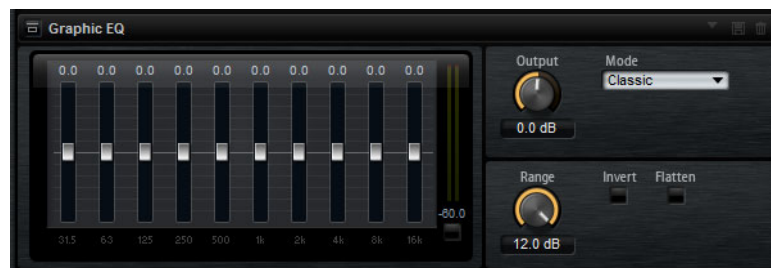 Graphic EQ
0.0 0.0 0.0 0.0 0.0 0.0 0.0 0.0 0.0 0.0
-60.0
31.5 63 125 250 500 1k 2k 4k 8k 16k
Output Mode
Classic
0.0 dB
Range Invert Flatten
12.0 dB